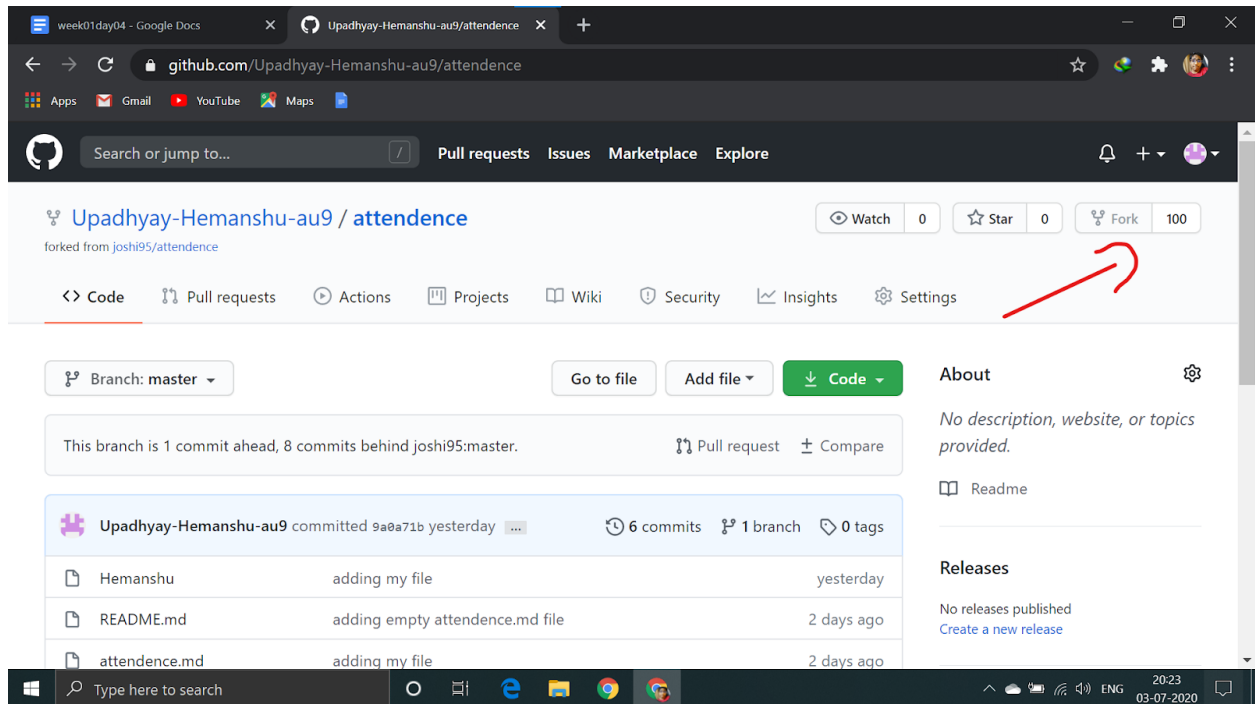 week01day04 - Google Docs
Upadhyay-Hemanshu-au9/attendence
github.com/Upadhyay-Hemanshu-au9/attendence
Apps Gmail YouTube Maps
Search or jump to... / Pull requests Issues Marketplace Explore
Upadhyay-Hemanshu-au9 / attendence Watch 0 Star 0 Fork 100
forked from joshi95/attendence
Code Pull requests Actions Projects Wiki Security Insights Settings
Branch: master Go to file Add file Code About
No description, website, or topics
provided.
This branch is 1 commit ahead, 8 commits behind joshi95:master. Pull request Compare
Readme
Upadhyay-Hemanshu-au9 committed 9a0a71b yesterday ... 6 commits 1 branch 0 tags
Hemanshu adding my file yesterday Releases
README.md adding empty attendence.md file 2 days ago No releases published
Create a new release
attendence.md adding my file 2 days ago
Type here to search ENG 20:23
03-07-2020